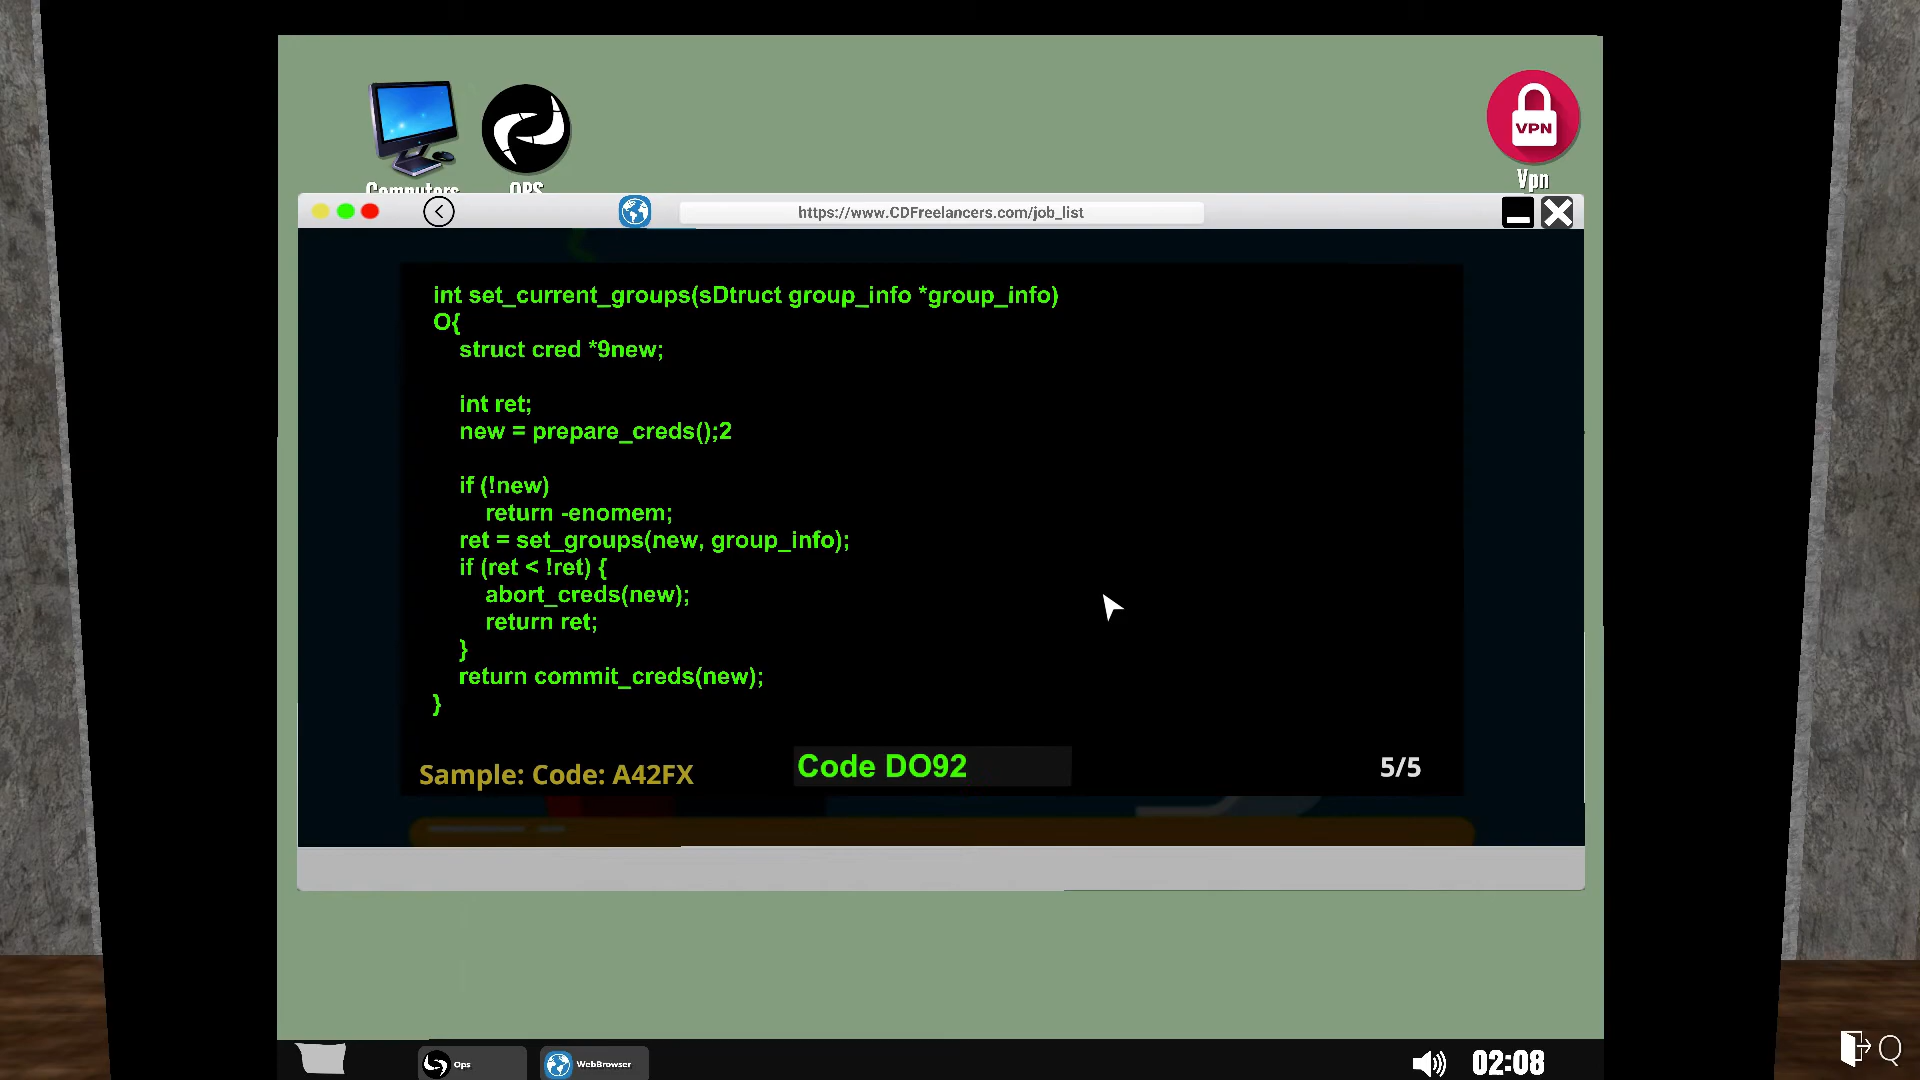 VPN
Computers
OPS
Vpn
https://www.CDFreelancers.com/job_list
int set_current_groups(sDtruct group_info *group_info)
O{
struct cred *9new;
int ret;
new = prepare_creds();2
if (!new)
return -enomem;
ret = set_groups(new, group_info);
if (ret < !ret) {
abort_creds(new);
return ret;
}
return commit_creds(new);
}
Sample: Code: A42FX
Code DO92
5/5
Ops
WebBrowser
02:08
Q